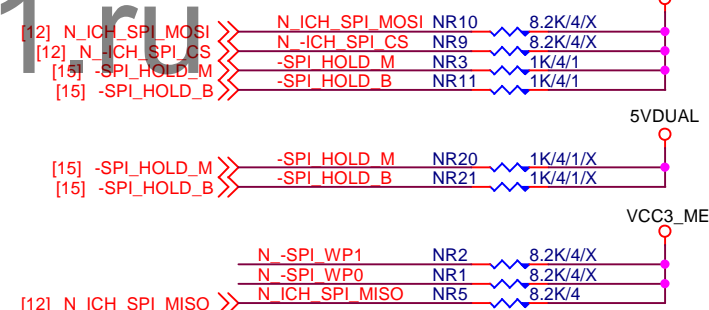 [12] N_ICH_SPI_MOSI N_ICH_SPI_MOSI NR10 8.2K/4/X
[12] N_-ICH_SPI_CS N_-ICH_SPI_CS NR9 8.2K/4/X
[15] -SPI_HOLD_M -SPI_HOLD_M NR3 1K/4/1
[15] -SPI_HOLD_B -SPI_HOLD_B NR11 1K/4/1
1.ru
5VDUAL
[15] -SPI_HOLD_M -SPI_HOLD_M NR20 1K/4/1/X
[15] -SPI_HOLD_B -SPI_HOLD_B NR21 1K/4/1/X
VCC3_ME
N_-SPI_WP1 NR2 8.2K/4/X
N_-SPI_WP0 NR1 8.2K/4/X
[12] N_ICH_SPI_MISO N_ICH_SPI_MISO NR5 8.2K/4